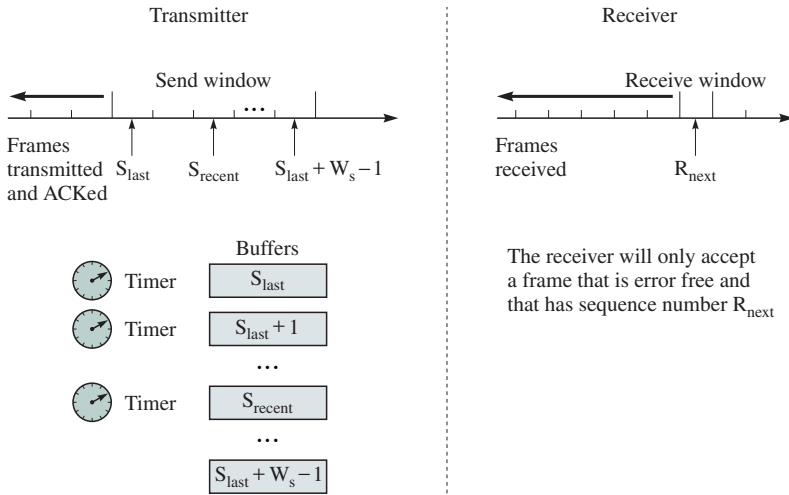 Transmitter
Send window
...
Frames
transmitted
and ACKed
S_last
S_recent
S_last + W_s – 1
Buffers
Timer
S_last
Timer
S_last + 1
...
Timer
S_recent
...
S_last + W_s – 1
Receiver
Receive window
Frames
received
R_next
The receiver will only accept
a frame that is error free and
that has sequence number R_next